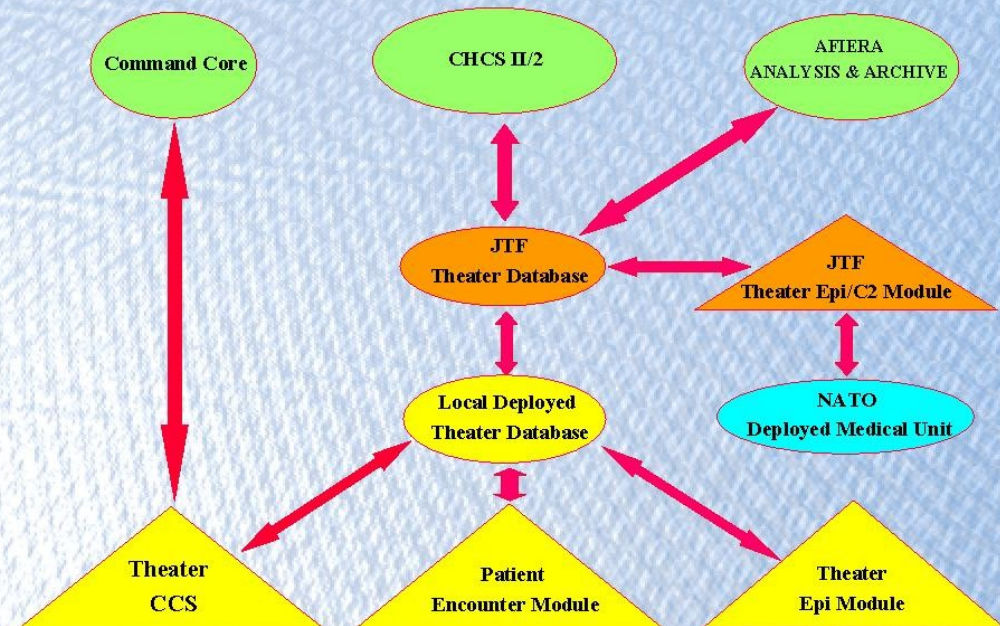 Command Core
CHCS II/2
AFIERA
ANALYSIS & ARCHIVE
JTF
Theater Database
JTF
Theater Epi/C2 Module
Local Deployed
Theater Database
NATO
Deployed Medical Unit
Theater
CCS
Patient
Encounter Module
Theater
Epi Module